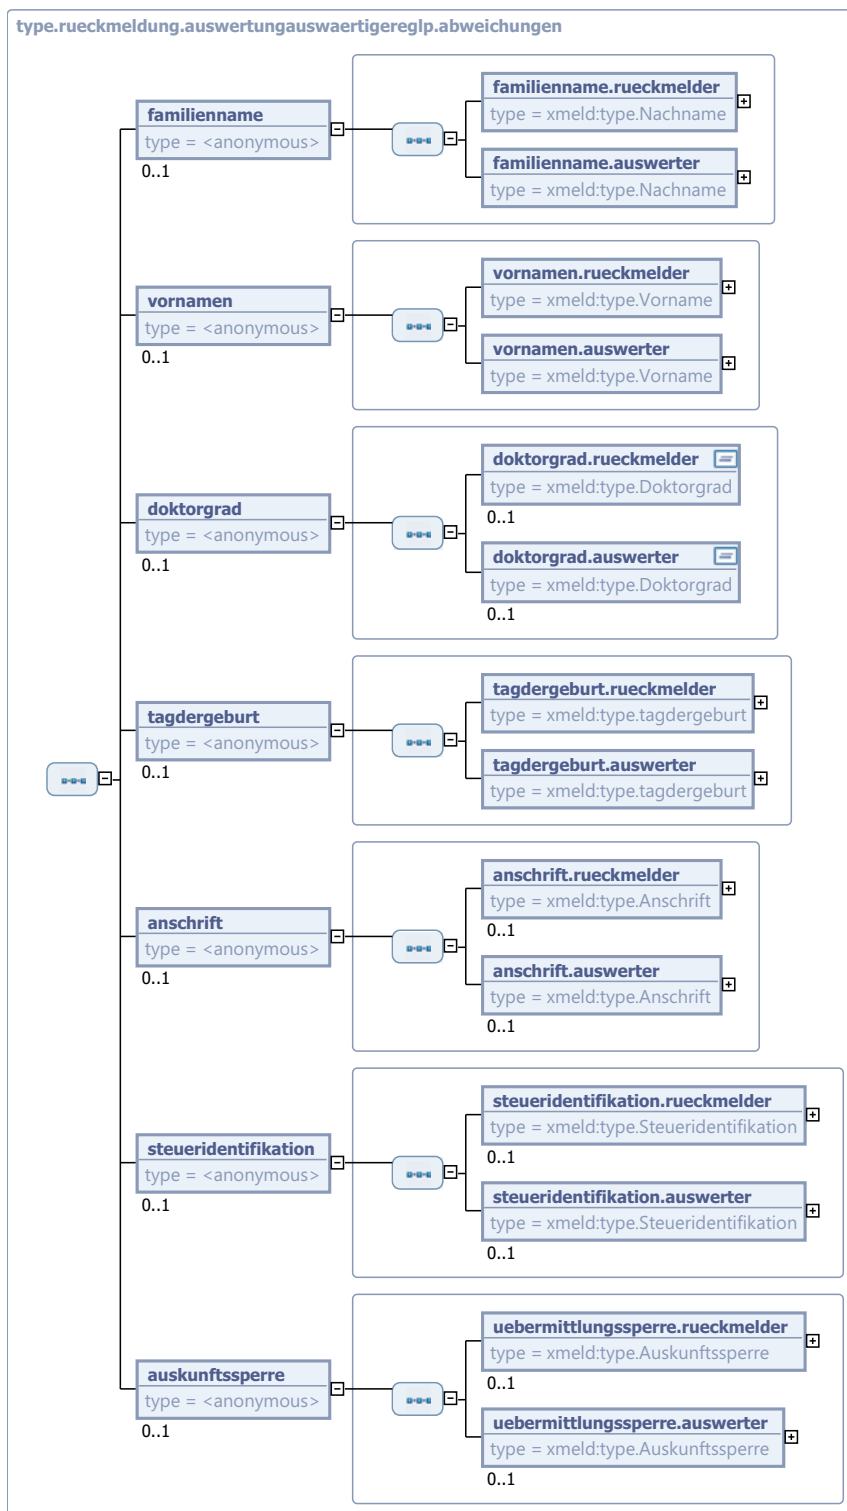 type.rueckmeldung.auswertungauswaertigereglp.abweichungen
familienname
type = <anonymous>
0..1
familienname.rueckmelder
type = xmeld:type.Nachname
familienname.auswerter
type = xmeld:type.Nachname
vornamen
type = <anonymous>
0..1
vornamen.rueckmelder
type = xmeld:type.Vorname
vornamen.auswerter
type = xmeld:type.Vorname
doktorgrad
type = <anonymous>
0..1
doktorgrad.rueckmelder
type = xmeld:type.Doktorgrad
0..1
doktorgrad.auswerter
type = xmeld:type.Doktorgrad
0..1
tagdergeburt
type = <anonymous>
0..1
tagdergeburt.rueckmelder
type = xmeld:type.tagdergeburt
tagdergeburt.auswerter
type = xmeld:type.tagdergeburt
anschrift
type = <anonymous>
0..1
anschrift.rueckmelder
type = xmeld:type.Anschrift
0..1
anschrift.auswerter
type = xmeld:type.Anschrift
0..1
steueridentifikation
type = <anonymous>
0..1
steueridentifikation.rueckmelder
type = xmeld:type.Steueridentifikation
0..1
steueridentifikation.auswerter
type = xmeld:type.Steueridentifikation
0..1
auskunftssperre
type = <anonymous>
0..1
uebermittlungssperre.rueckmelder
type = xmeld:type.Auskunftssperre
0..1
uebermittlungssperre.auswerter
type = xmeld:type.Auskunftssperre
0..1